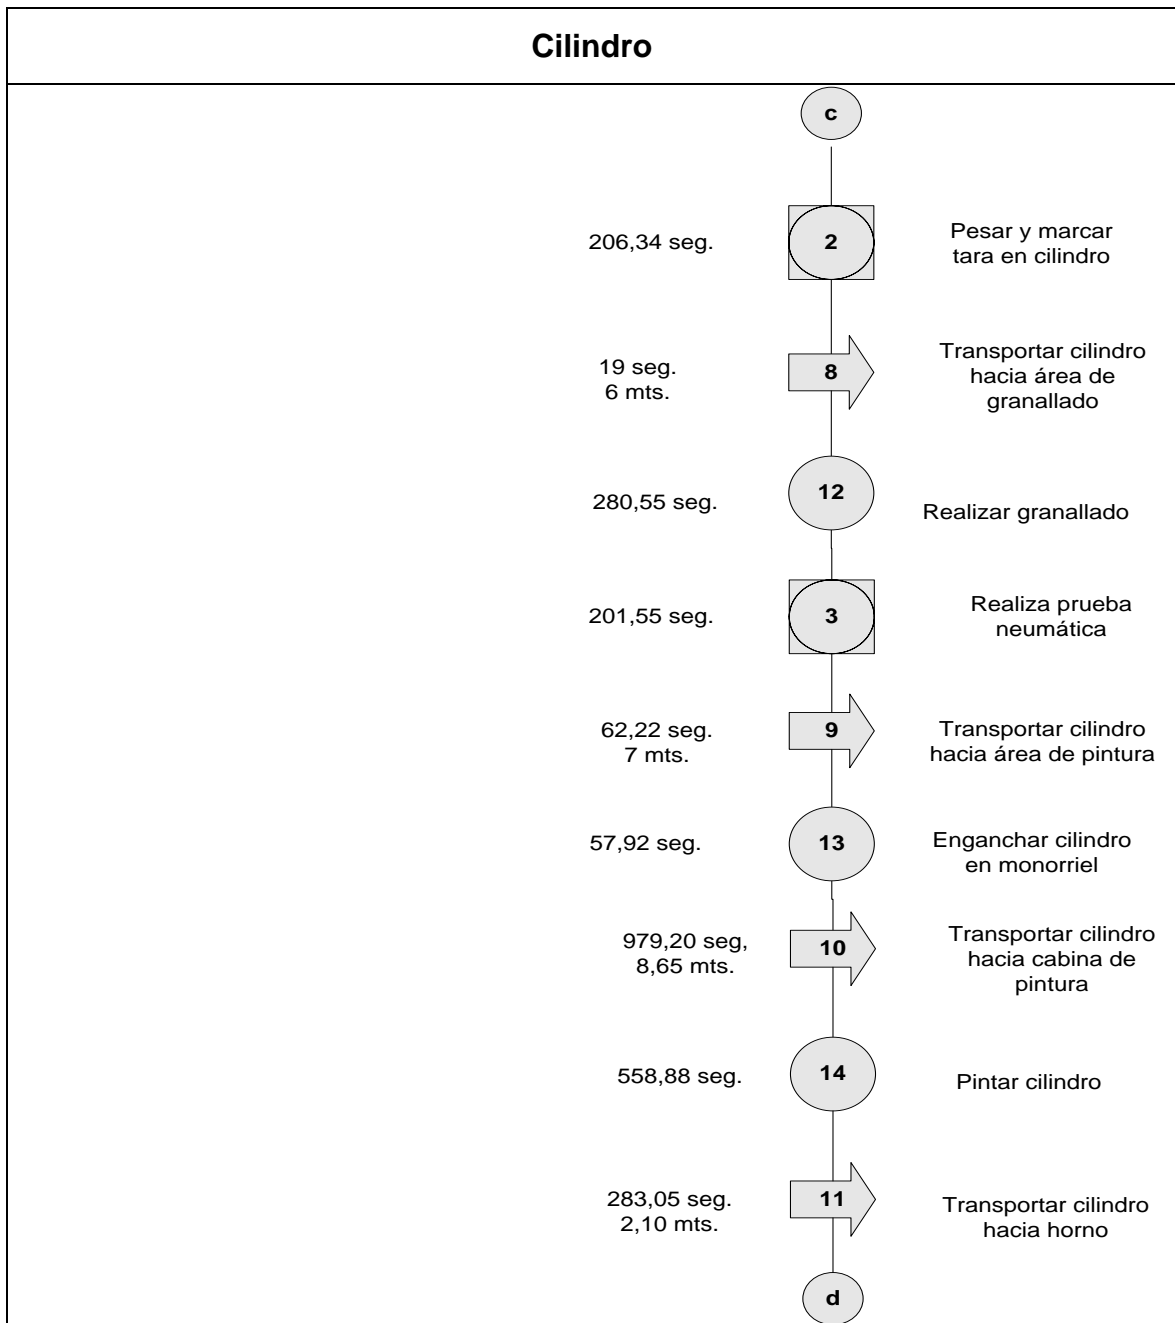 Cilindro
c
206,34 seg.
2
Pesar y marcar
tara en cilindro
19 seg.
6 mts.
8
Transportar cilindro
hacia área de
granallado
280,55 seg.
12
Realizar granallado
201,55 seg.
3
Realiza prueba
neumática
62,22 seg.
7 mts.
9
Transportar cilindro
hacia área de pintura
57,92 seg.
13
Enganchar cilindro
en monorriel
979,20 seg,
8,65 mts.
10
Transportar cilindro
hacia cabina de
pintura
558,88 seg.
14
Pintar cilindro
283,05 seg.
2,10 mts.
11
Transportar cilindro
hacia horno
d